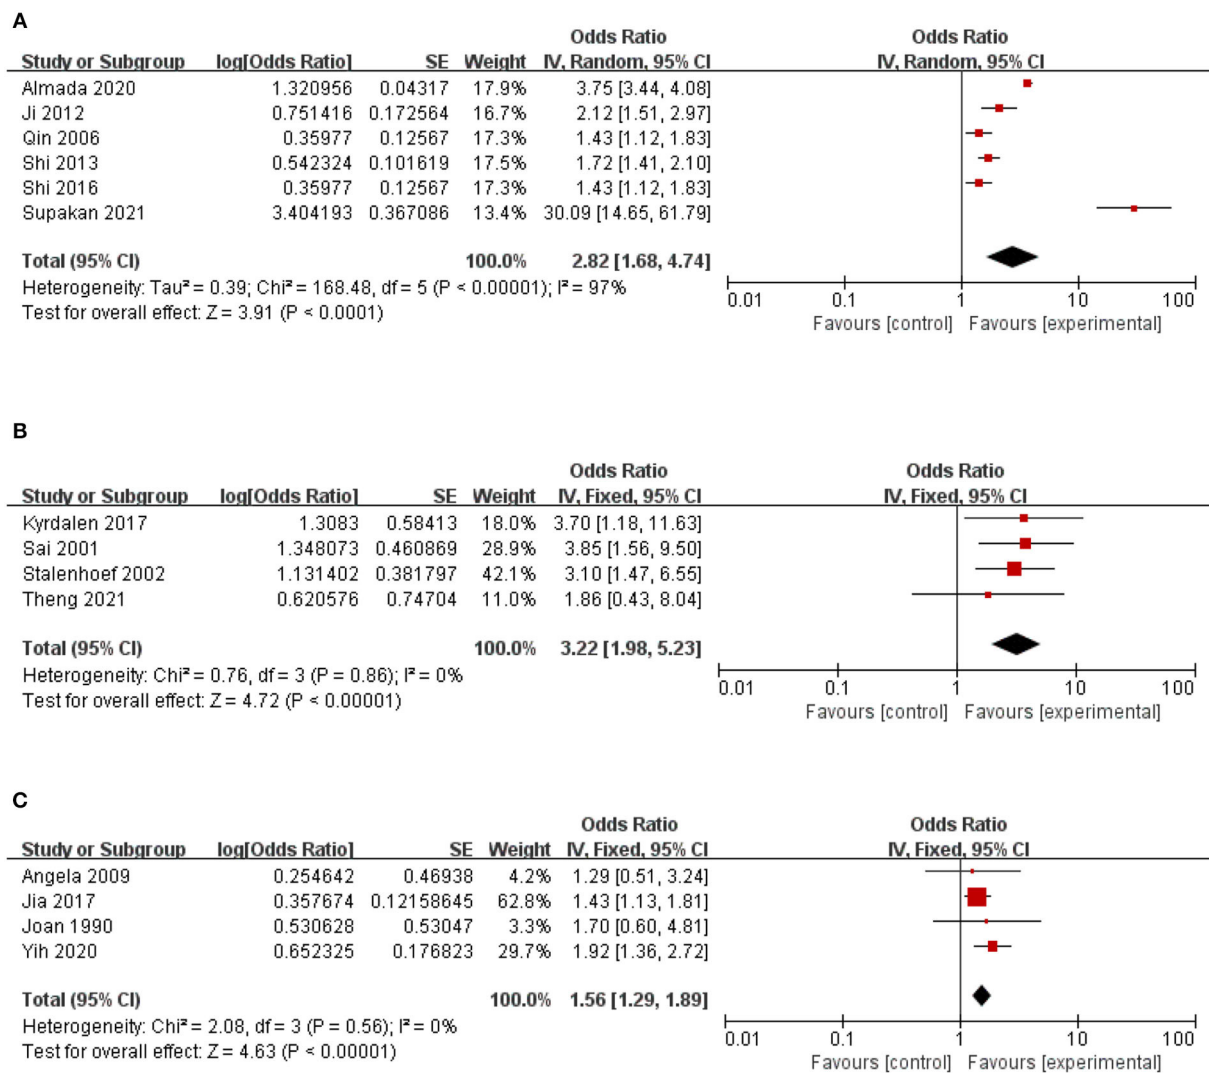 A
Odds Ratio Odds Ratio
Study or Subgroup log[Odds Ratio] SE Weight IV, Random, 95% CI IV, Random, 95% CI
Almada 2020 1.320956 0.04317 17.9% 3.75 [3.44, 4.08]
Ji 2012 0.751416 0.172564 16.7% 2.12 [1.51, 2.97]
Qin 2006 0.35977 0.12567 17.3% 1.43 [1.12, 1.83]
Shi 2013 0.542324 0.101619 17.5% 1.72 [1.41, 2.10]
Shi 2016 0.35977 0.12567 17.3% 1.43 [1.12, 1.83]
Supakan 2021 3.404193 0.367086 13.4% 30.09 [14.65, 61.79]
Total (95% CI) 100.0% 2.82 [1.68, 4.74]
Heterogeneity: Tau² = 0.39; Chi² = 168.48, df = 5 (P < 0.00001); I² = 97%
Test for overall effect: Z = 3.91 (P < 0.0001)
0.01 0.1 1 10 100
Favours [control] Favours [experimental]
B
Odds Ratio Odds Ratio
Study or Subgroup log[Odds Ratio] SE Weight IV, Fixed, 95% CI IV, Fixed, 95% CI
Kyrdalen 2017 1.3083 0.58413 18.0% 3.70 [1.18, 11.63]
Sai 2001 1.348073 0.460869 28.9% 3.85 [1.56, 9.50]
Stalenhoef 2002 1.131402 0.381797 42.1% 3.10 [1.47, 6.55]
Theng 2021 0.620576 0.74704 11.0% 1.86 [0.43, 8.04]
Total (95% CI) 100.0% 3.22 [1.98, 5.23]
Heterogeneity: Chi² = 0.76, df = 3 (P = 0.86); I² = 0%
Test for overall effect: Z = 4.72 (P < 0.00001)
0.01 0.1 1 10 100
Favours [control] Favours [experimental]
C
Odds Ratio Odds Ratio
Study or Subgroup log[Odds Ratio] SE Weight IV, Fixed, 95% CI IV, Fixed, 95% CI
Angela 2009 0.254642 0.46938 4.2% 1.29 [0.51, 3.24]
Jia 2017 0.357674 0.12158645 62.8% 1.43 [1.13, 1.81]
Joan 1990 0.530628 0.53047 3.3% 1.70 [0.60, 4.81]
Yih 2020 0.652325 0.176823 29.7% 1.92 [1.36, 2.72]
Total (95% CI) 100.0% 1.56 [1.29, 1.89]
Heterogeneity: Chi² = 2.08, df = 3 (P = 0.56); I² = 0%
Test for overall effect: Z = 4.63 (P < 0.00001)
0.01 0.1 1 10 100
Favours [control] Favours [experimental]